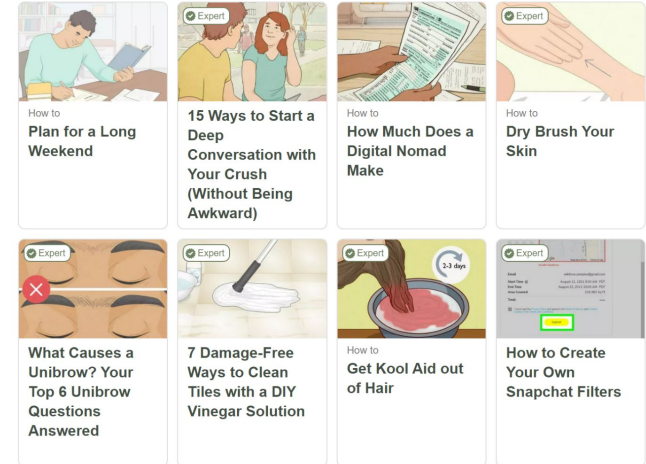 Expert
Expert
How to
Plan for a Long
Weekend
15 Ways to Start a
Deep
Conversation with
Your Crush
(Without Being
Awkward)
How Much Does a
Digital Nomad
Make
How to
Dry Brush Your
Skin
Expert
Expert
Expert
2-3 days
Expert
Email
What Causes a
Unibrow? Your
Top 6 Unibrow
Questions
Answered
7 Damage-Free
Ways to Clean
Tiles with a DIY
Vinegar Solution
How to
Get Kool Aid out
of Hair
How to Create
Your Own
Snapchat Filters